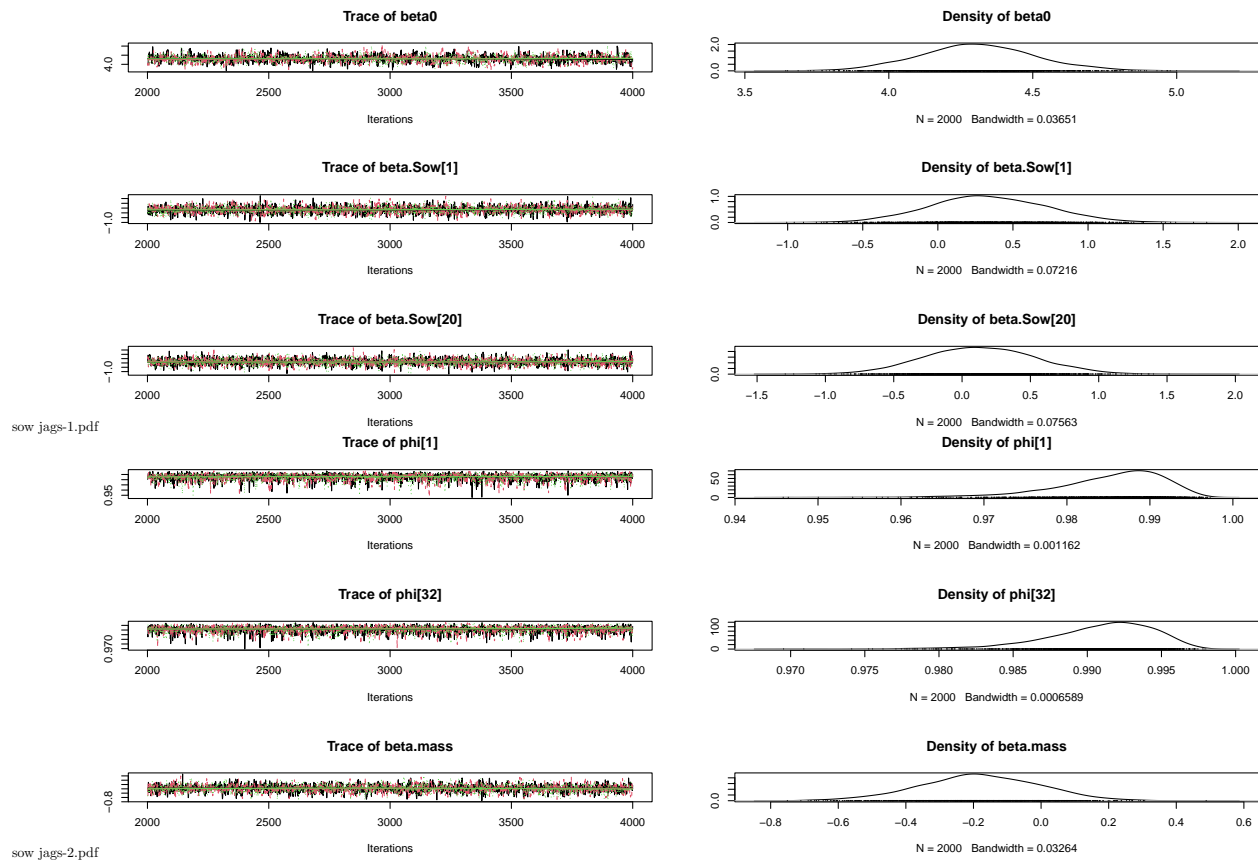 Trace of beta0
4.0
2000 2500 3000 3500 4000
Iterations
Density of beta0
0.0 2.0
3.5 4.0 4.5 5.0
N = 2000 Bandwidth = 0.03651
Trace of beta.Sow[1]
−1.0
2000 2500 3000 3500 4000
Iterations
Density of beta.Sow[1]
0.0 1.0
−1.0 −0.5 0.0 0.5 1.0 1.5 2.0
N = 2000 Bandwidth = 0.07216
Trace of beta.Sow[20]
−1.0
2000 2500 3000 3500 4000
Iterations
Density of beta.Sow[20]
0.0
−1.5 −1.0 −0.5 0.0 0.5 1.0 1.5 2.0
N = 2000 Bandwidth = 0.07563
sow jags-1.pdf
Trace of phi[1]
0.95
2000 2500 3000 3500 4000
Iterations
Density of phi[1]
0 50
0.94 0.95 0.96 0.97 0.98 0.99 1.00
N = 2000 Bandwidth = 0.001162
Trace of phi[32]
0.970
2000 2500 3000 3500 4000
Iterations
Density of phi[32]
0 100
0.970 0.975 0.980 0.985 0.990 0.995 1.000
N = 2000 Bandwidth = 0.0006589
Trace of beta.mass
−0.8
2000 2500 3000 3500 4000
Iterations
Density of beta.mass
0.0
−0.8 −0.6 −0.4 −0.2 0.0 0.2 0.4 0.6
N = 2000 Bandwidth = 0.03264
sow jags-2.pdf